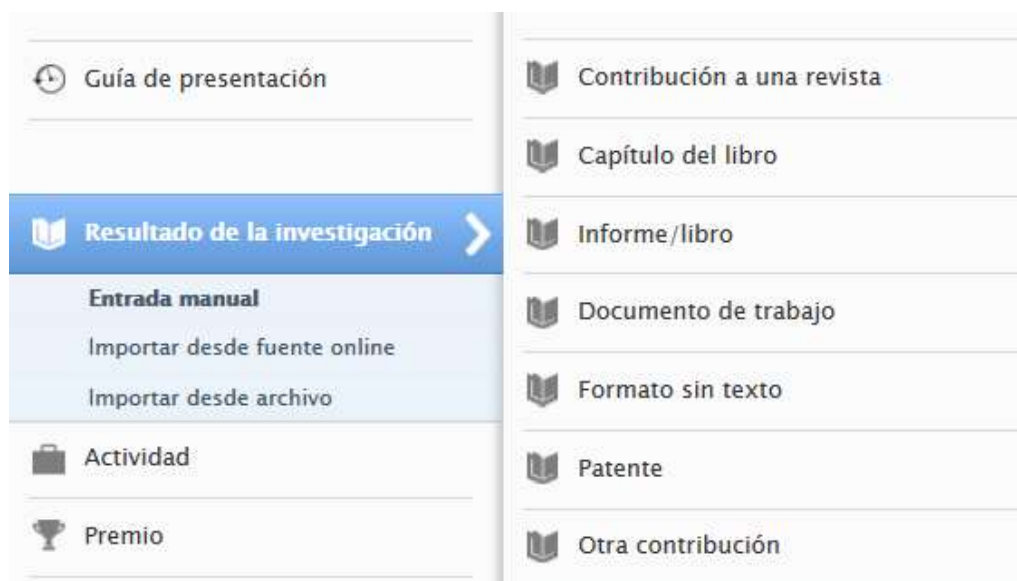 Guía de presentación
Resultado de la investigación
Entrada manual
Importar desde fuente online
Importar desde archivo
Actividad
Premio
Contribución a una revista
Capítulo del libro
Informe/libro
Documento de trabajo
Formato sin texto
Patente
Otra contribución